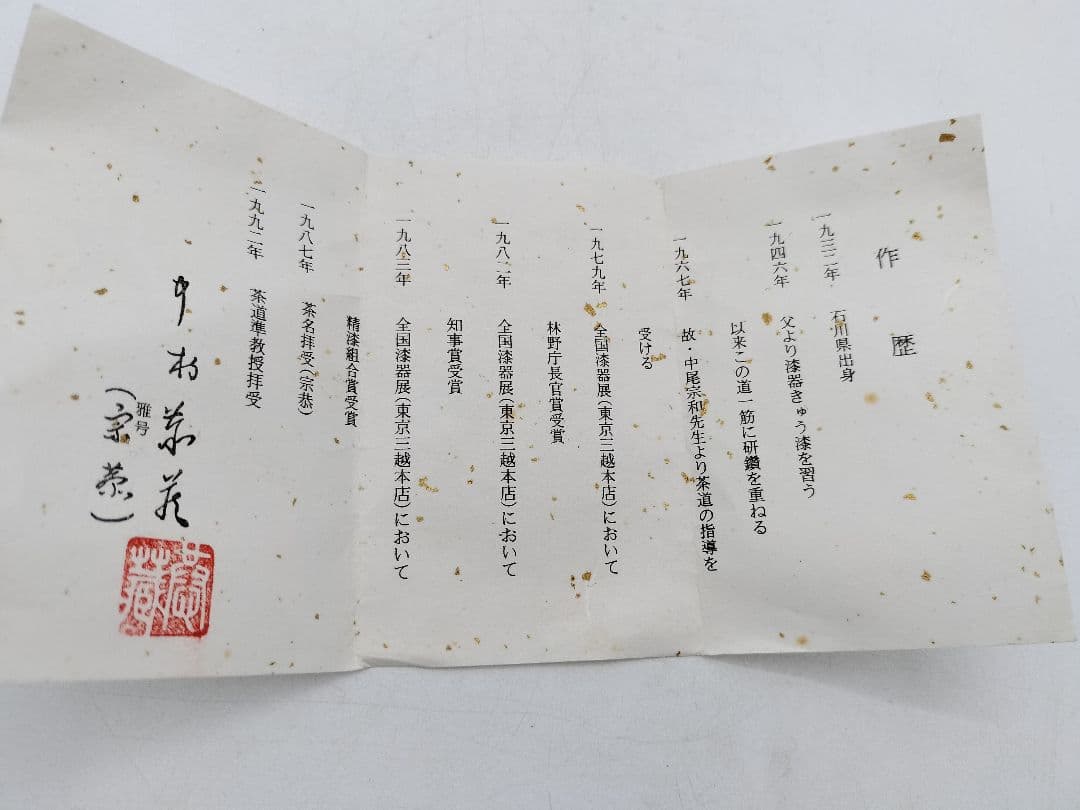 作歴
一九三二年 石川県出身
一九四六年 父より漆器きゅう漆を習う
以来この道一筋に研鑽を重ねる
一九六七年 故・中尾宗和先生より茶道の指導を
受ける
一九七九年 全国漆器展(東京三越本店)において
林野庁長官賞受賞
一九八二年 全国漆器展(東京三越本店)において
知事賞受賞
一九八三年 全国漆器展(東京三越本店)において
精漆組合賞受賞
一九八七年 茶名拝受(宗恭)
一九九二年 茶道準教授拝受
中村恭蔵
雅号
(宗恭)